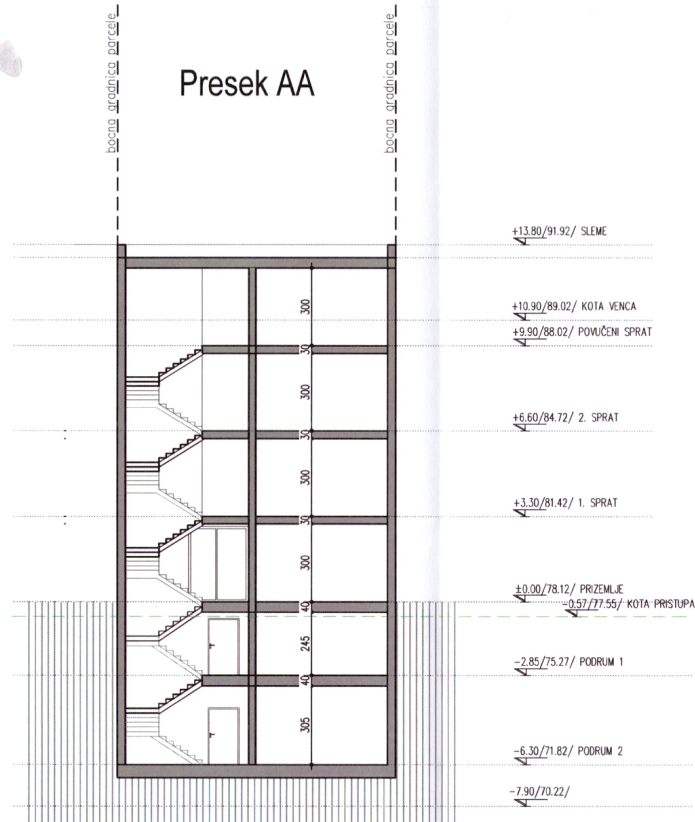 bocna gradnica parcele
bocna gradnica parcele
Presek AA
+13.80/91.92/ SLEME
300
+10.90/89.02/ KOTA VENCA
+9.90/88.02/ POVUČENI SPRAT
30
300
+6.60/84.72/ 2. SPRAT
30
300
+3.30/81.42/ 1. SPRAT
30
300
±0.00/78.12/ PRIZEMLJE
-0.57/77.55/ KOTA PRISTUPA
40
245
-2.85/75.27/ PODRUM 1
40
305
-6.30/71.82/ PODRUM 2
-7.90/70.22/